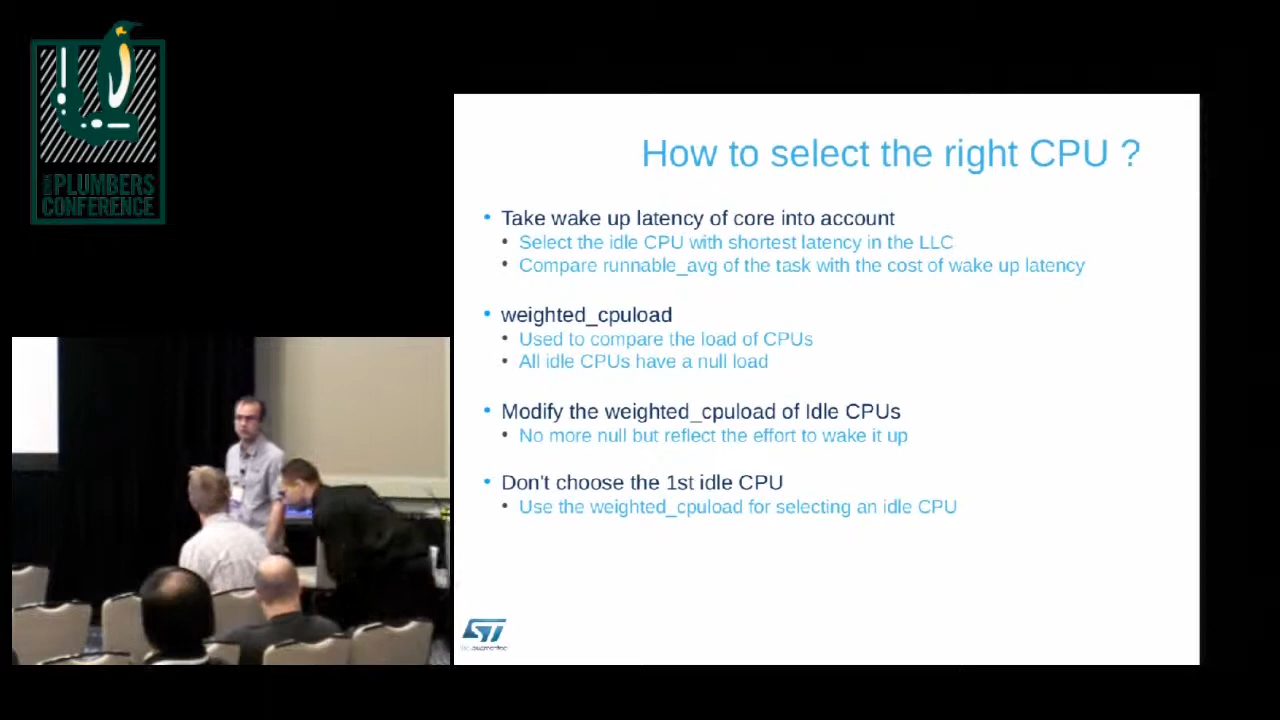 PLUMBERS
CONFERENCE
How to select the right CPU ?
• Take wake up latency of core into account
• Select the idle CPU with shortest latency in the LLC
• Compare runnable_avg of the task with the cost of wake up latency
• weighted_cpuload
• Used to compare the load of CPUs
• All idle CPUs have a null load
• Modify the weighted_cpuload of Idle CPUs
• No more null but reflect the effort to wake it up
• Don't choose the 1st idle CPU
• Use the weighted_cpuload for selecting an idle CPU
ST